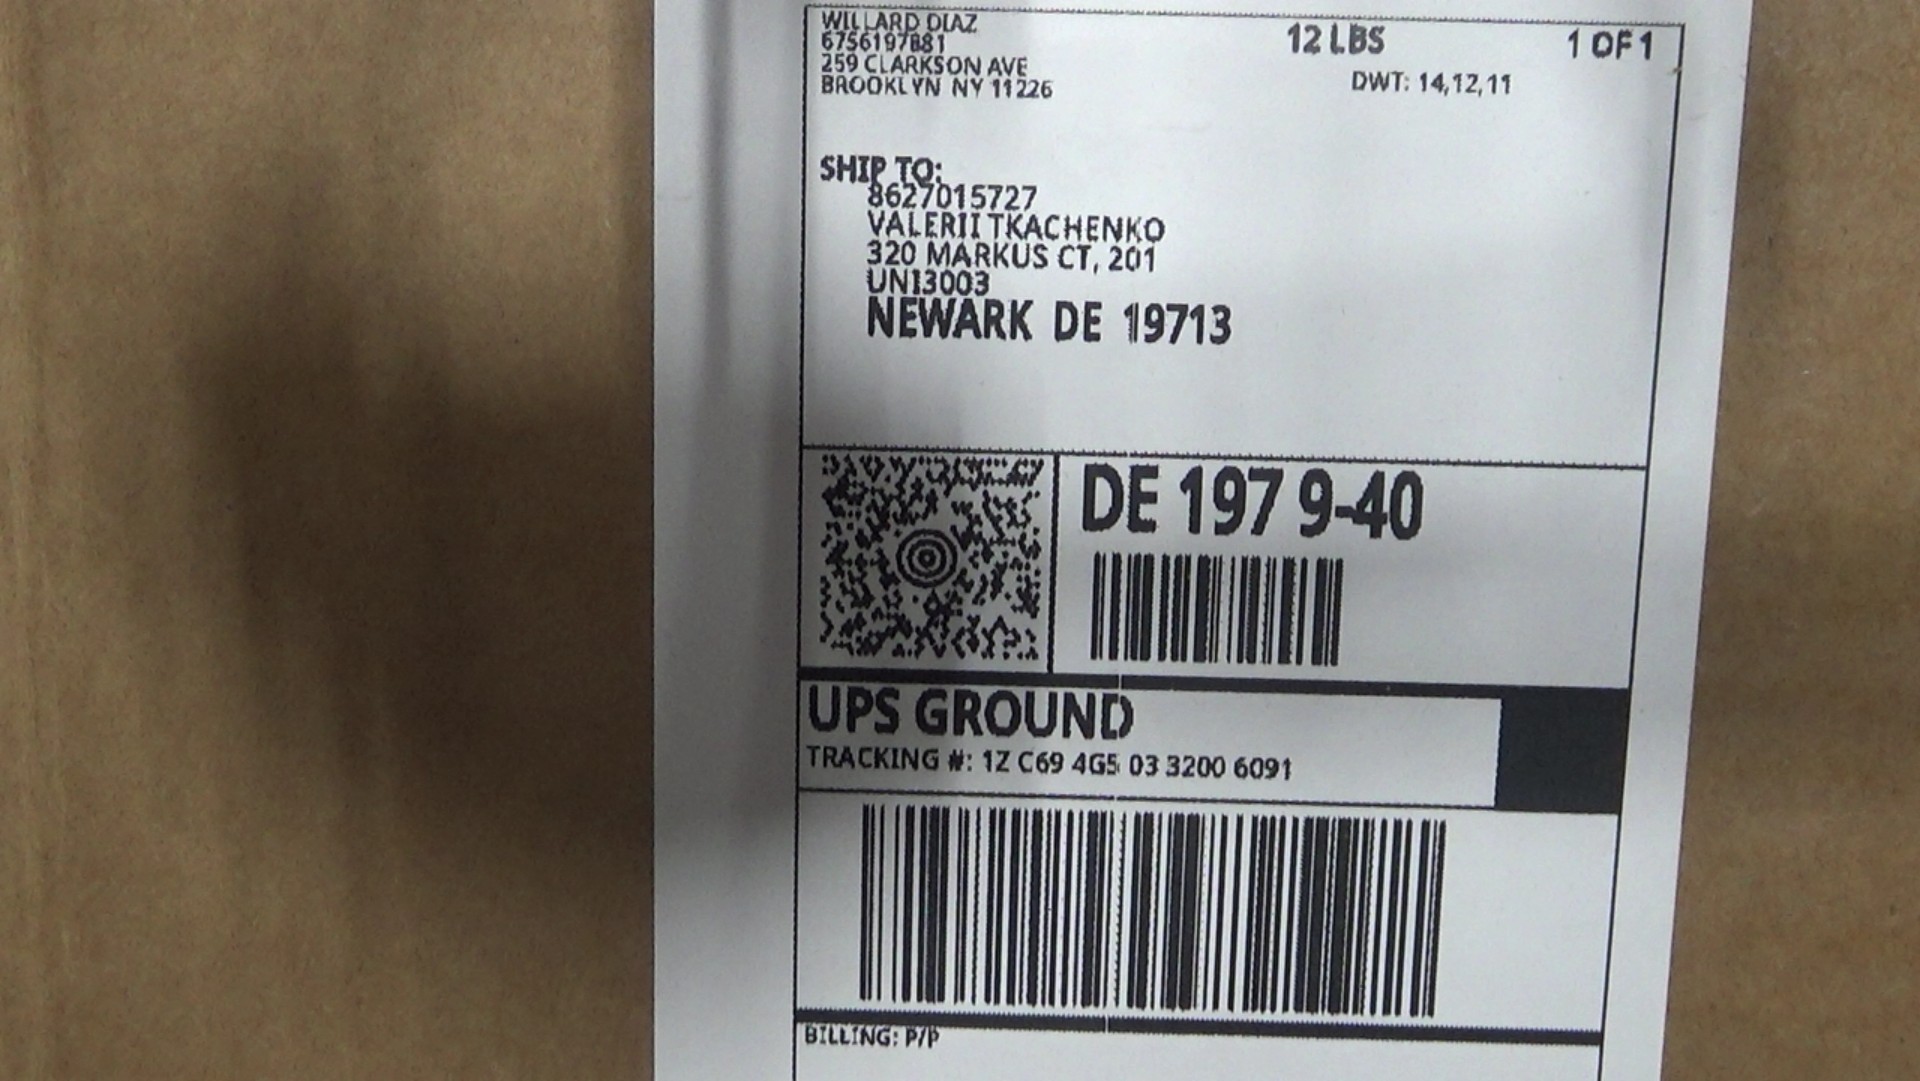 WILLARD DIAZ
6756197881
259 CLARKSON AVE
BROOKLYN NY 11226
12 LBS
1 OF 1
DWT: 14,12,11
SHIP TO:
8627015727
VALERII TKACHENKO
320 MARKUS CT, 201
UNI3003
NEWARK DE 19713
DE 197 9-40
UPS GROUND
TRACKING #: 1Z C69 4G5 03 3200 6091
BILLING: P/P